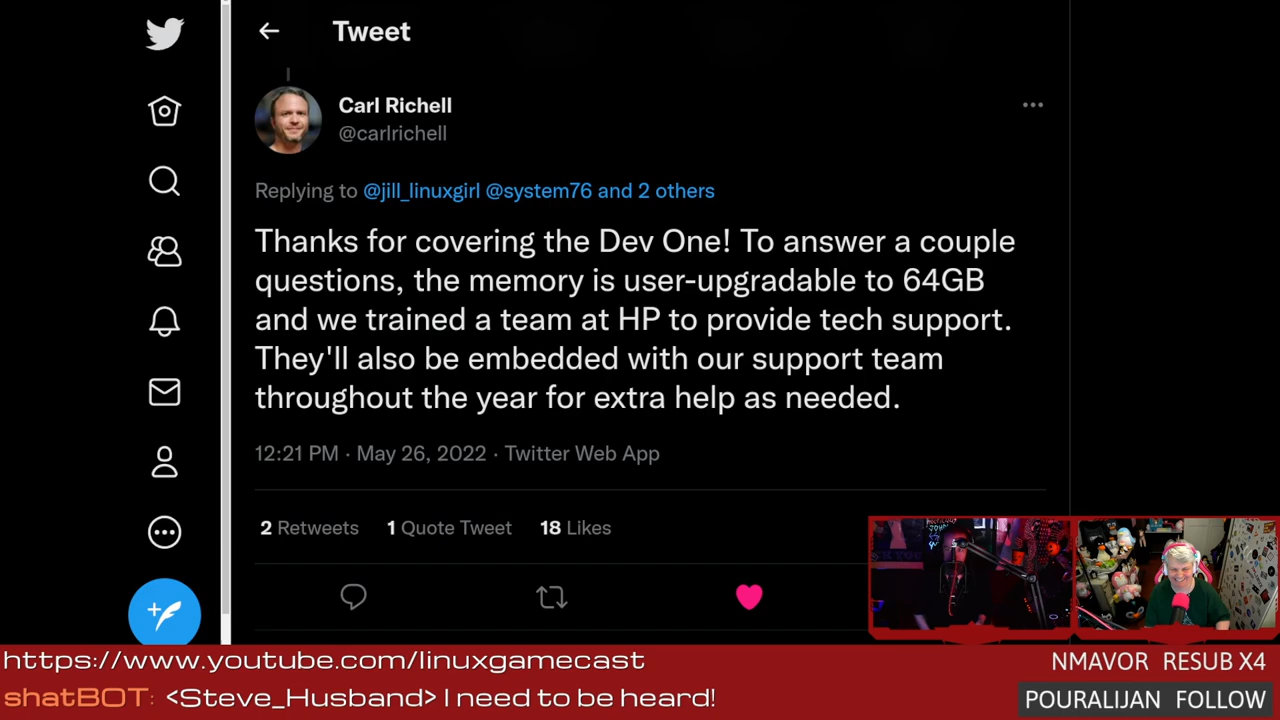 Tweet
Carl Richell
@carlrichell
Replying to @jill_linuxgirl @system76 and 2 others
Thanks for covering the Dev One! To answer a couple
questions, the memory is user-upgradable to 64GB
and we trained a team at HP to provide tech support.
They'll also be embedded with our support team
throughout the year for extra help as needed.
12:21 PM · May 26, 2022 · Twitter Web App
2 Retweets 1 Quote Tweet 18 Likes
https://www.youtube.com/linuxgamecast
NMAVOR RESUB X4
shatBOT: <Steve_Husband> I need to be heard!
POURALIJAN FOLLOW